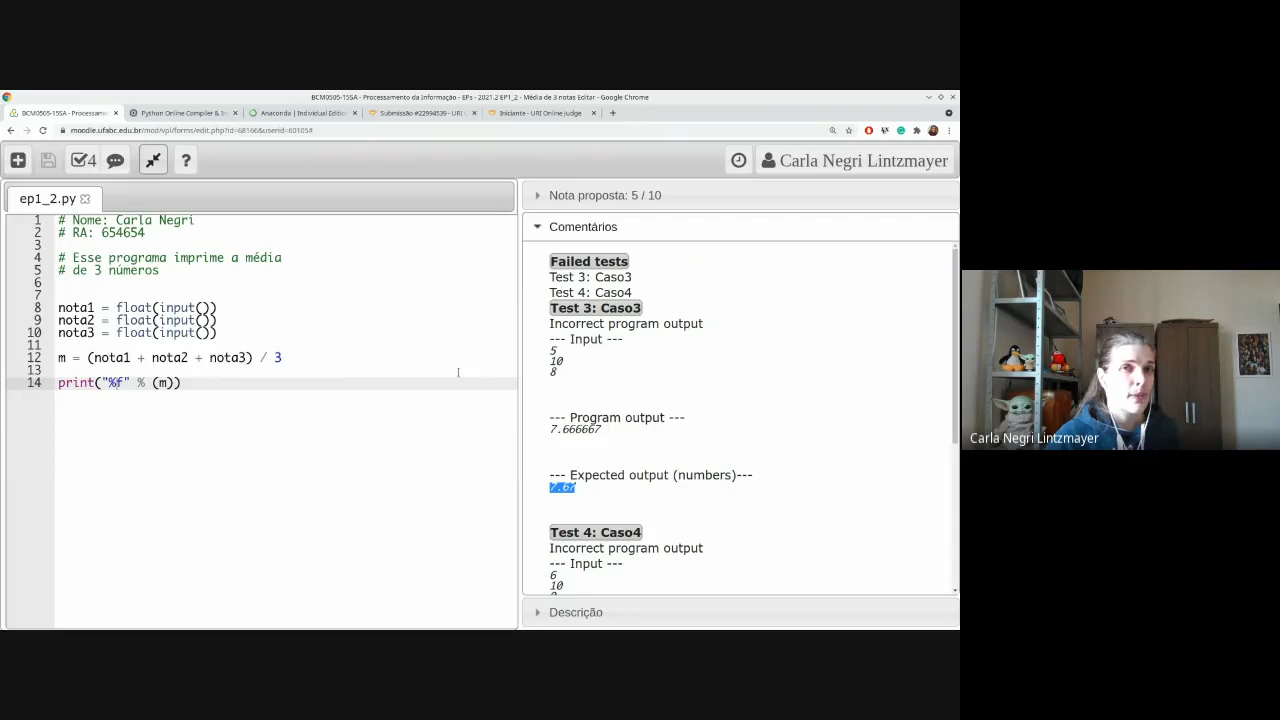 BCM0505-15SA - Processamento da Informação - EPs - 2021.2 EP1_2 - Média de 3 notas Editar - Google Chrome
BCM0505-15SA - Processame
Python Online Compiler & In
Anaconda | Individual Edition
Submissão #22994539 - URI
Iniciante - URI Online Judge
moodle.ufabc.edu.br/mod/vpl/forms/edit.php?id=68166&userid=60105#
4
?
Carla Negri Lintzmayer
ep1_2.py
1 # Nome: Carla Negri
2 # RA: 654654
3
4 # Esse programa imprime a média
5 # de 3 números
6
7
8 nota1 = float(input())
9 nota2 = float(input())
10 nota3 = float(input())
11
12 m = (nota1 + nota2 + nota3) / 3
13
14 print("%f" % (m))
Nota proposta: 5 / 10
Comentários
Failed tests
Test 3: Caso3
Test 4: Caso4
Test 3: Caso3
Incorrect program output
--- Input ---
5
10
8
--- Program output ---
7.666667
--- Expected output (numbers)---
7.67
Test 4: Caso4
Incorrect program output
--- Input ---
6
10
Descrição
Carla Negri Lintzmayer